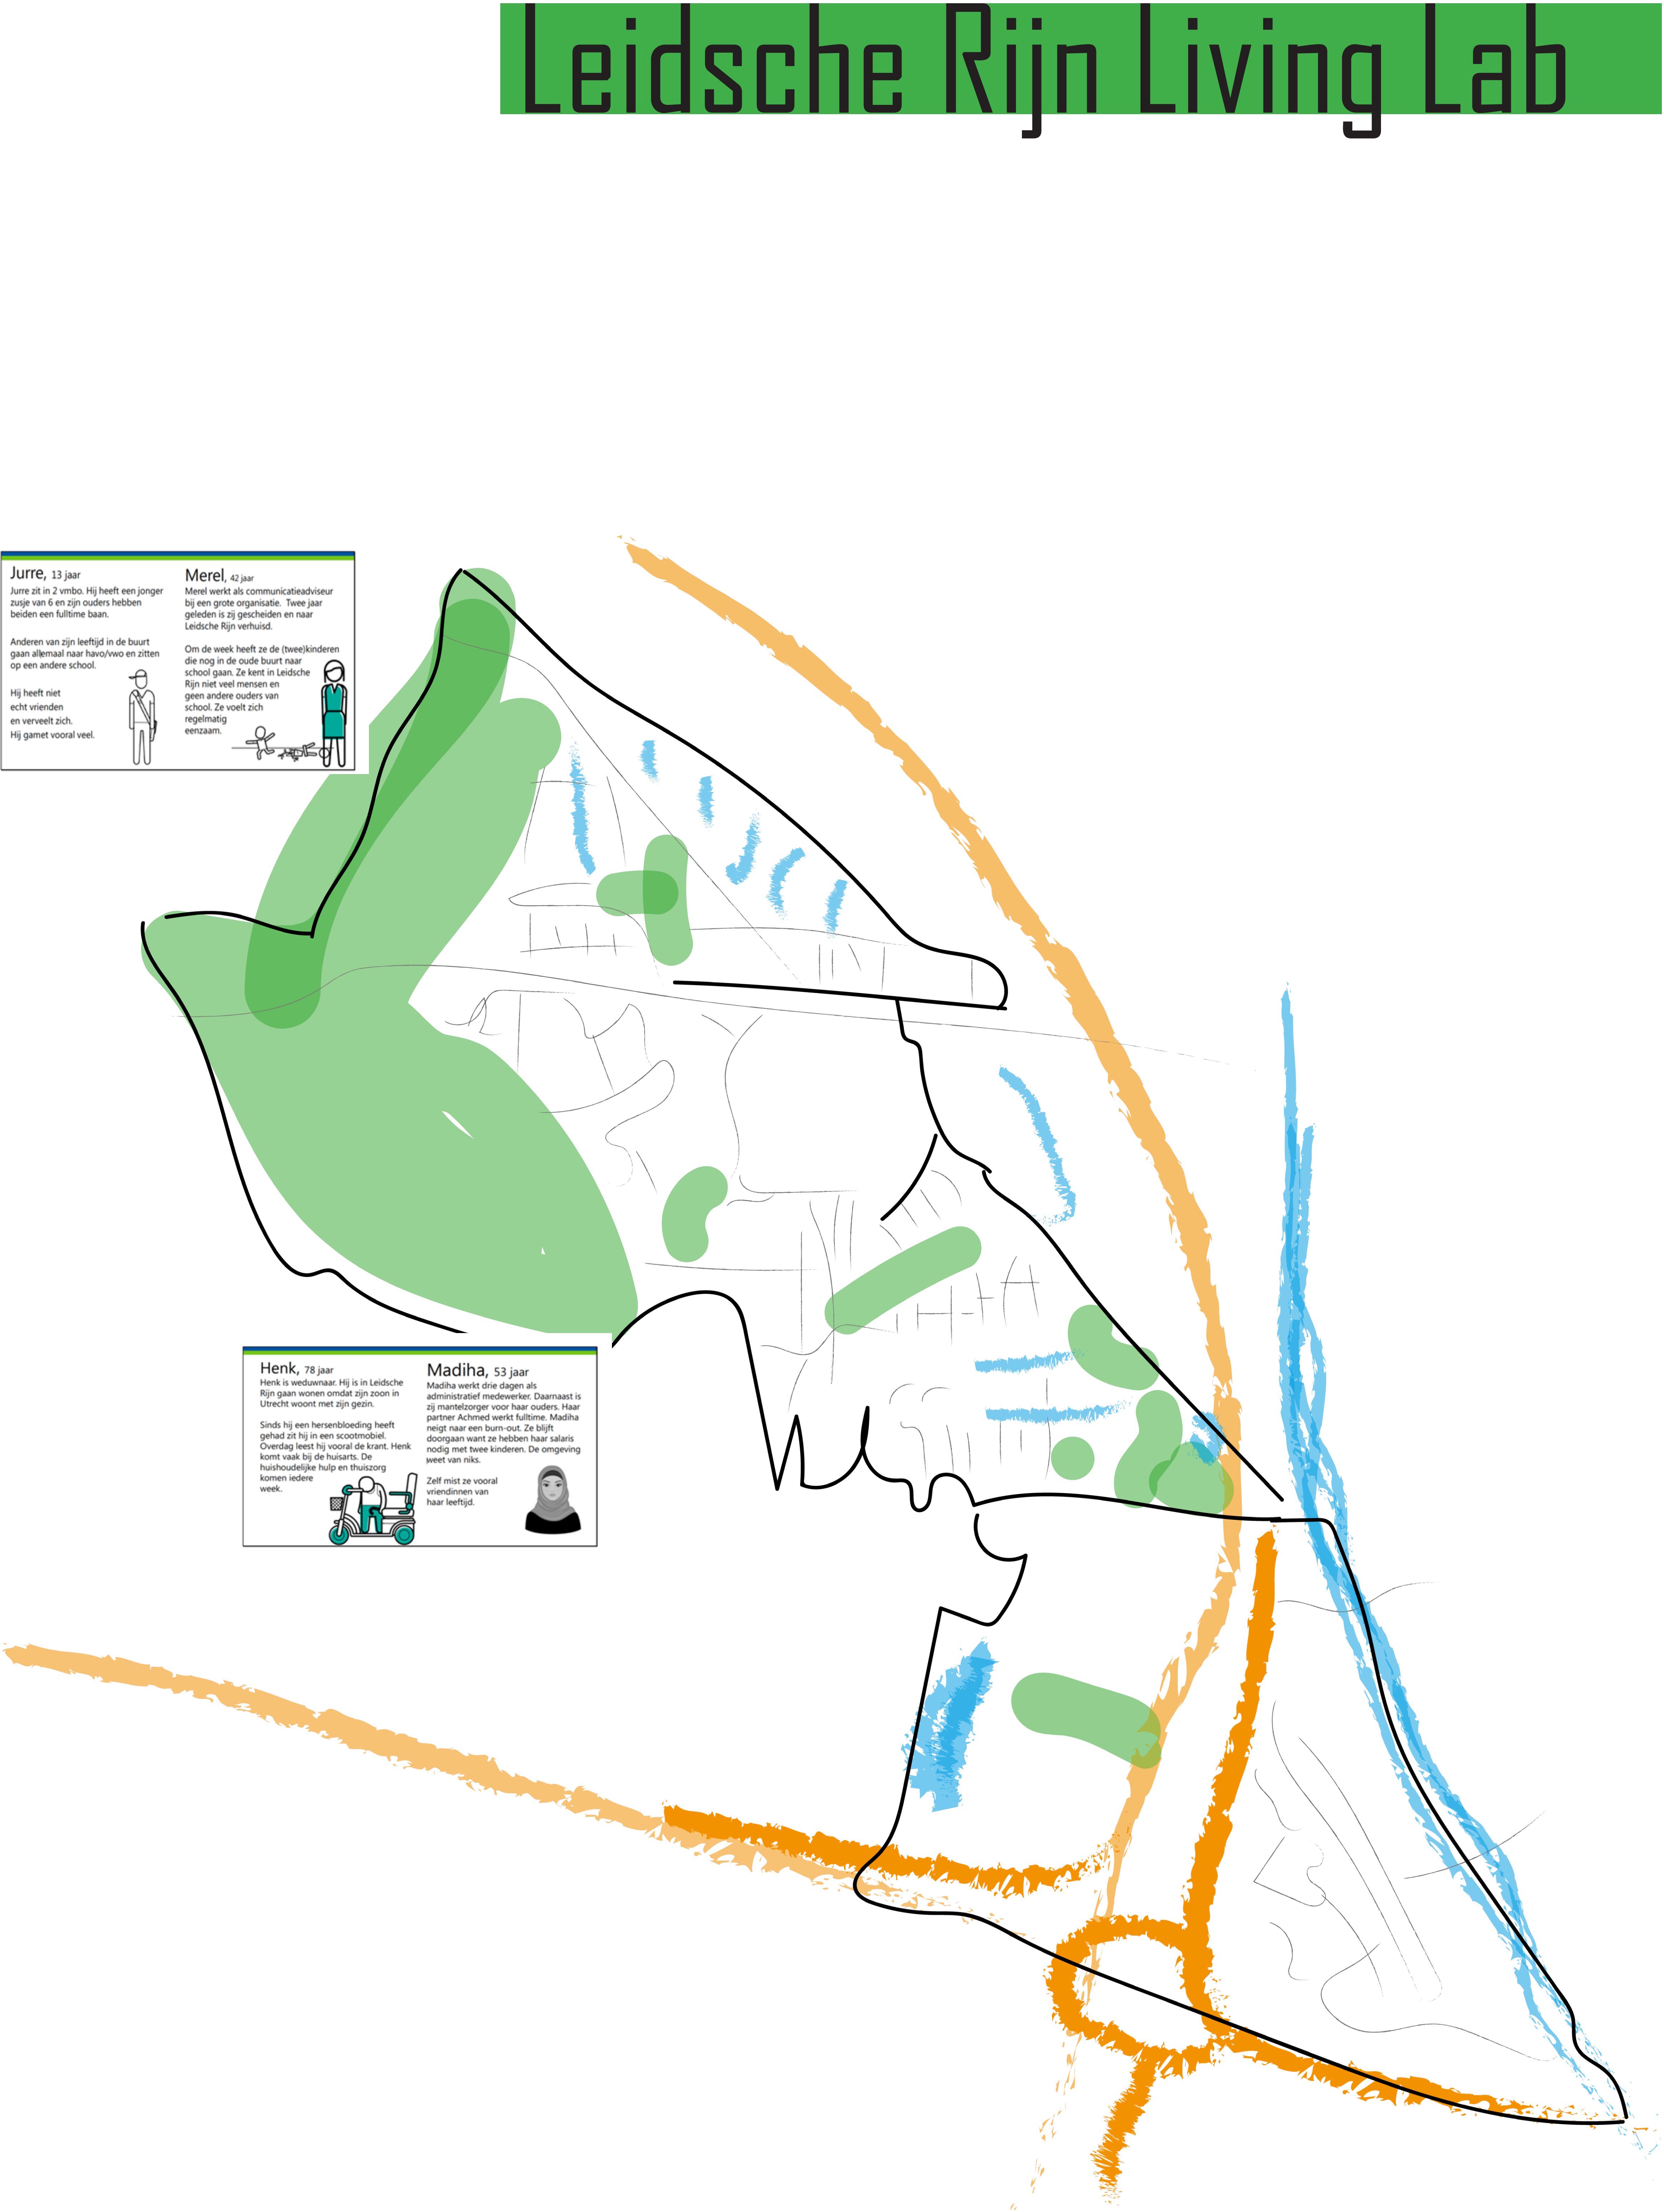 Leidsche Rijn Living Lab
Jurre, 13 jaar
Jurre zit in 2 vmbo. Hij heeft een jonger
zusje van 6 en zijn ouders hebben
beiden een fulltime baan.
Anderen van zijn leeftijd in de buurt
gaan allemaal naar havo/vwo en zitten
op een andere school.
Hij heeft niet
echt vrienden
en verveelt zich.
Hij gamet vooral veel.
Merel, 42 jaar
Merel werkt als communicatieadviseur
bij een grote organisatie. Twee jaar
geleden is zij gescheiden en naar
Leidsche Rijn verhuisd.
Om de week heeft ze de (twee)kinderen
die nog in de oude buurt naar
school gaan. Ze kent in Leidsche
Rijn niet veel mensen en
geen andere ouders van
school. Ze voelt zich
regelmatig
eenzaam.
Henk, 78 jaar
Henk is weduwnaar. Hij is in Leidsche
Rijn gaan wonen omdat zijn zoon in
Utrecht woont met zijn gezin.
Sinds hij een hersenbloeding heeft
gehad zit hij in een scootmobiel.
Overdag leest hij vooral de krant. Henk
komt vaak bij de huisarts. De
huishoudelijke hulp en thuiszorg
komen iedere
week.
Madiha, 53 jaar
Madiha werkt drie dagen als
administratief medewerker. Daarnaast is
zij mantelzorger voor haar ouders. Haar
partner Achmed werkt fulltime. Madiha
neigt naar een burn-out. Ze blijft
doorgaan want ze hebben haar salaris
nodig met twee kinderen. De omgeving
weet van niks.
Zelf mist ze vooral
vriendinnen van
haar leeftijd.